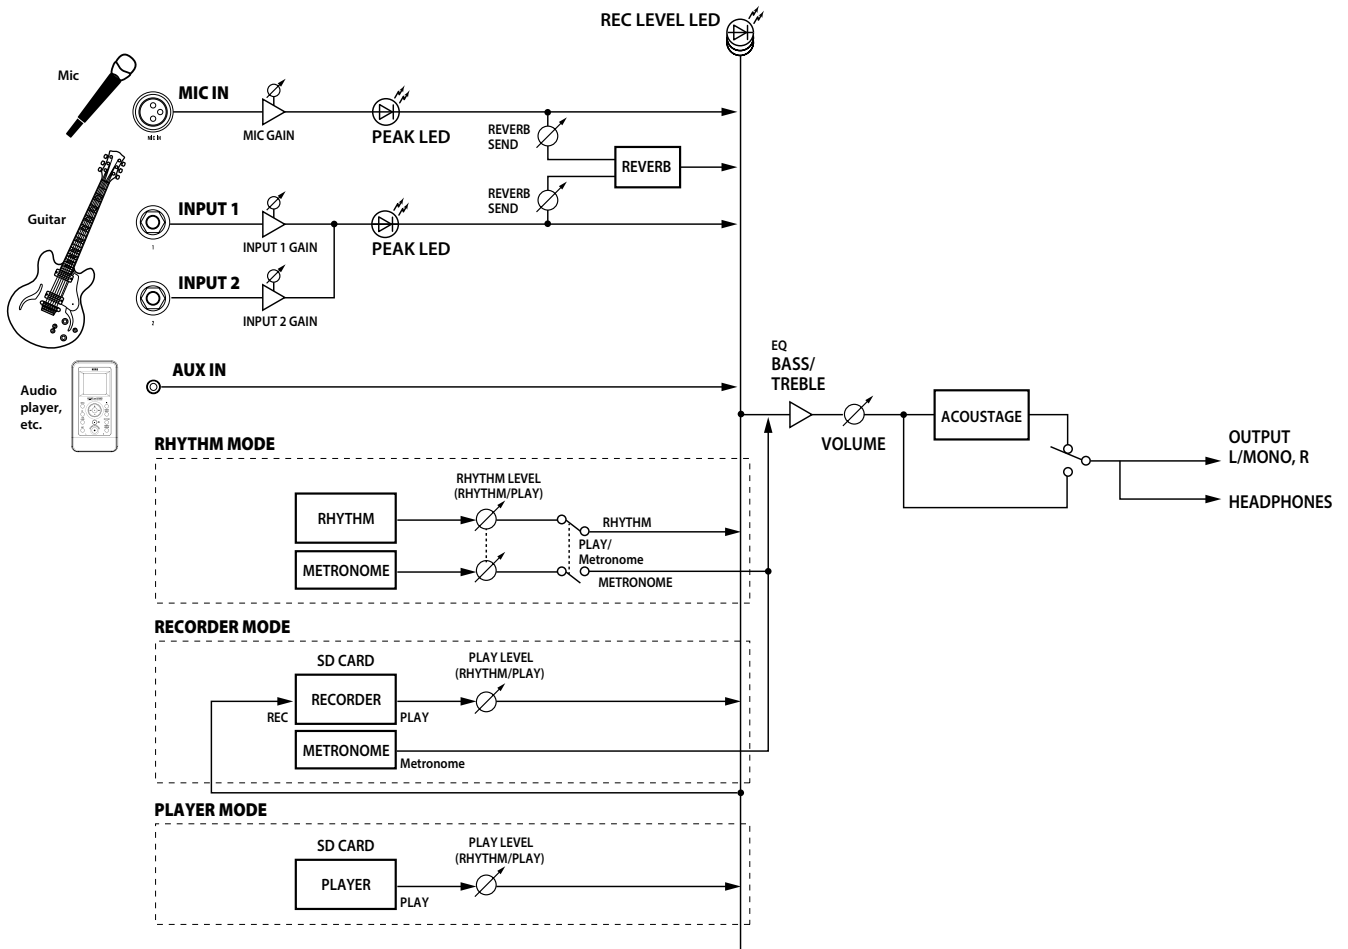 REC LEVEL LED
Mic
MIC IN
MIC IN
MIC GAIN
PEAK LED
REVERB
SEND
REVERB
REVERB
SEND
Guitar
INPUT 1
1
INPUT 1 GAIN
PEAK LED
INPUT 2
2
INPUT 2 GAIN
AUX IN
Audio
player,
etc.
EQ
BASS/
TREBLE
VOLUME
ACOUSTAGE
OUTPUT
L/MONO, R
HEADPHONES
RHYTHM MODE
RHYTHM LEVEL
(RHYTHM/PLAY)
RHYTHM
RHYTHM
PLAY/
Metronome
METRONOME
METRONOME
RECORDER MODE
SD CARD
PLAY LEVEL
(RHYTHM/PLAY)
RECORDER
REC
PLAY
METRONOME
Metronome
PLAYER MODE
SD CARD
PLAY LEVEL
(RHYTHM/PLAY)
PLAYER
PLAY